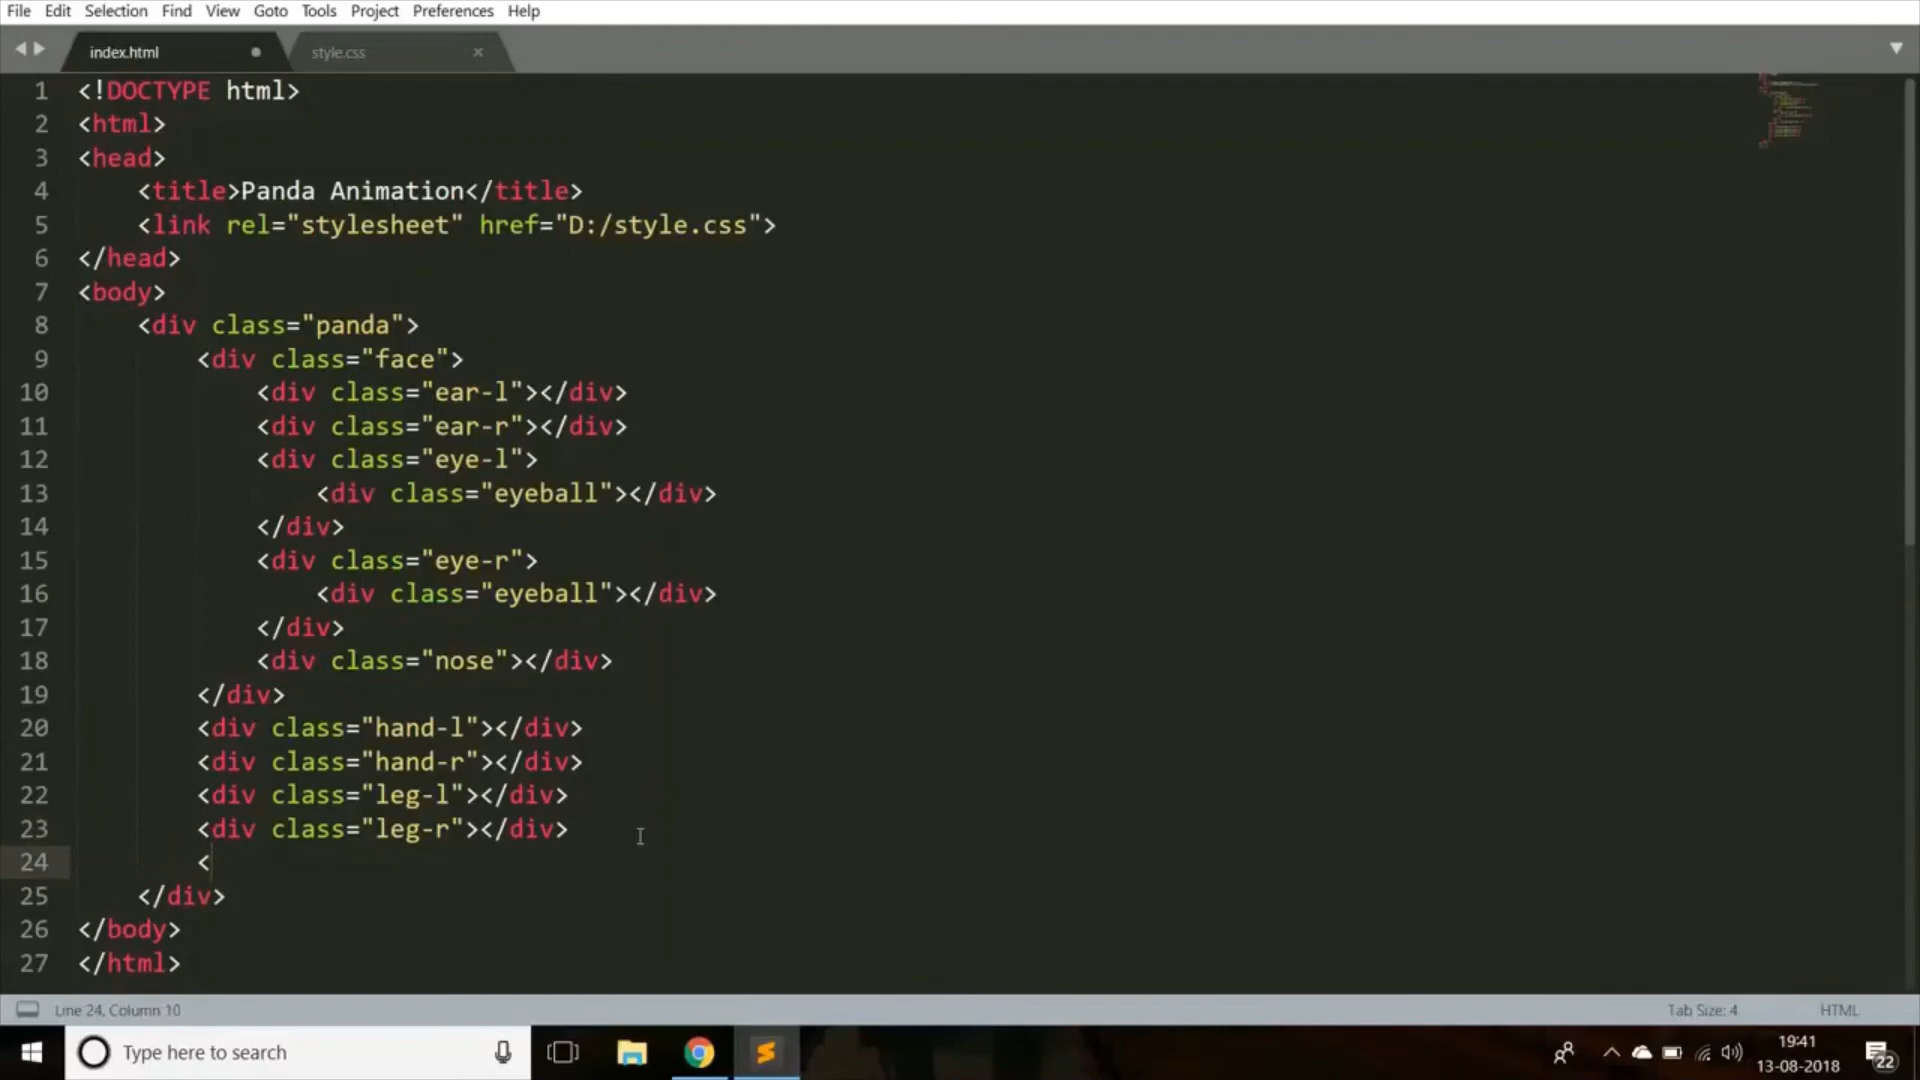 File Edit Selection Find View Goto Tools Project Preferences Help
index.html style.css
1 <!DOCTYPE html>
2 <html>
3 <head>
4 <title>Panda Animation</title>
5 <link rel="stylesheet" href="D:/style.css">
6 </head>
7 <body>
8 <div class="panda">
9 <div class="face">
10 <div class="ear-l"></div>
11 <div class="ear-r"></div>
12 <div class="eye-l">
13 <div class="eyeball"></div>
14 </div>
15 <div class="eye-r">
16 <div class="eyeball"></div>
17 </div>
18 <div class="nose"></div>
19 </div>
20 <div class="hand-l"></div>
21 <div class="hand-r"></div>
22 <div class="leg-l"></div>
23 <div class="leg-r"></div>
24 <
25 </div>
26 </body>
27 </html>
Line 24, Column 10 Tab Size: 4 HTML
Type here to search
19:41
13-08-2018
22